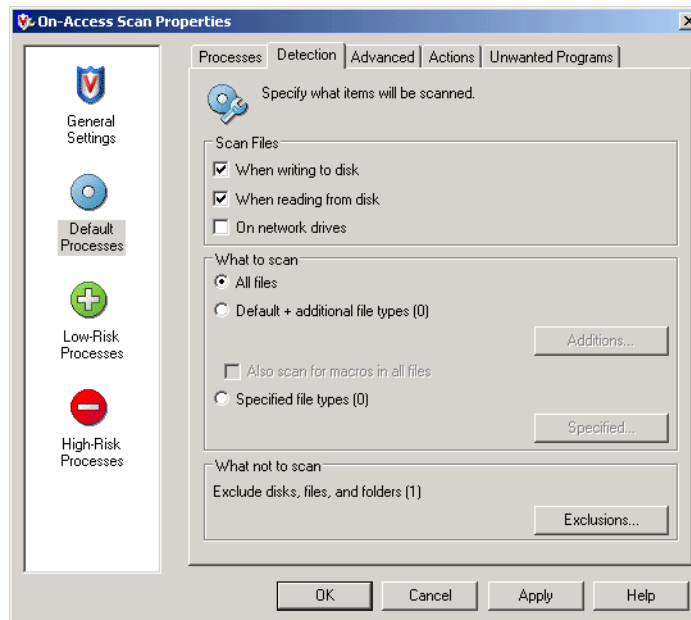 On-Access Scan Properties
Processes
Detection
Advanced
Actions
Unwanted Programs
General
Settings
Default
Processes
Low-Risk
Processes
High-Risk
Processes
Specify what items will be scanned.
Scan Files
When writing to disk
When reading from disk
On network drives
What to scan
All files
Default + additional file types (0)
Additions...
Also scan for macros in all files
Specified file types (0)
Specified...
What not to scan
Exclude disks, files, and folders (1)
Exclusions...
OK
Cancel
Apply
Help